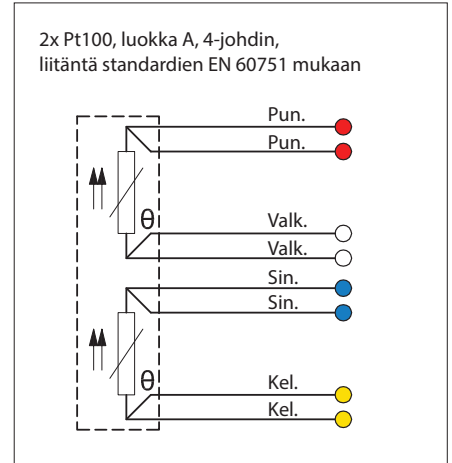 2x Pt100, luokka A, 4-johdin,
liitäntä standardien EN 60751 mukaan
Pun.
Pun.
θ
Valk.
Valk.
Sin.
Sin.
θ
Kel.
Kel.